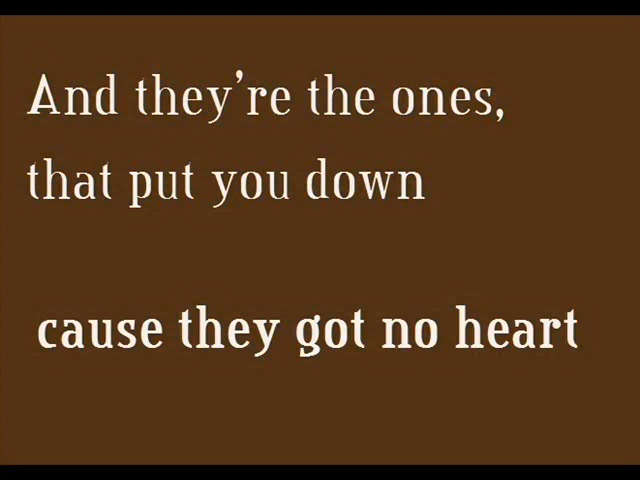 And they're the ones,
that put you down
cause they got no heart